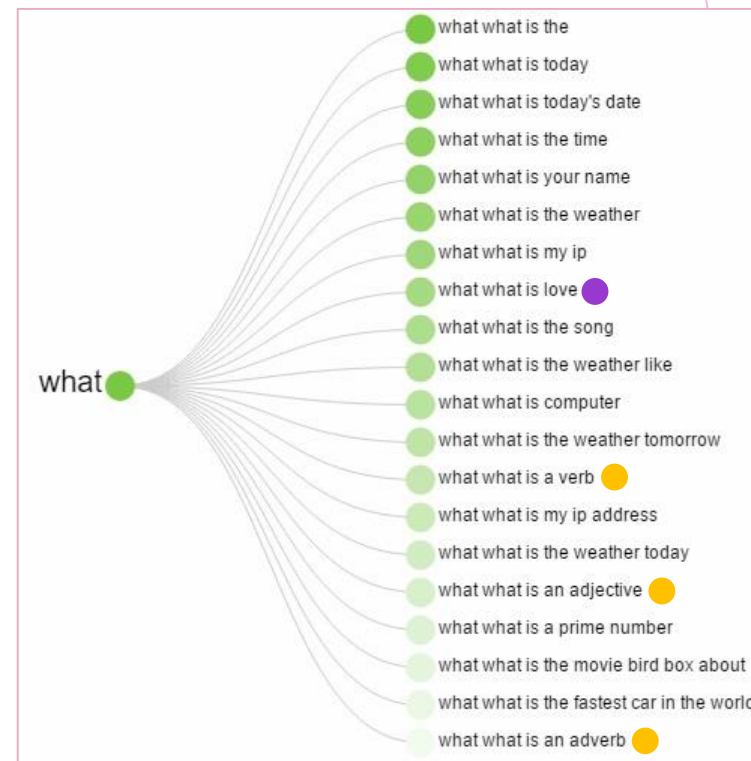 what what is the
what what is today
what what is today's date
what what is the time
what what is your name
what what is the weather
what what is my ip
what what is love
what what is the song
what what is the weather like
what
what what is computer
what what is the weather tomorrow
what what is a verb
what what is my ip address
what what is the weather today
what what is an adjective
what what is a prime number
what what is the movie bird box about
what what is the fastest car in the world
what what is an adverb